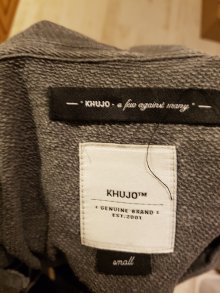 — • KHUJO • a few against many • —
KHUJO™
• GENUINE BRAND •
EST. 2001
small